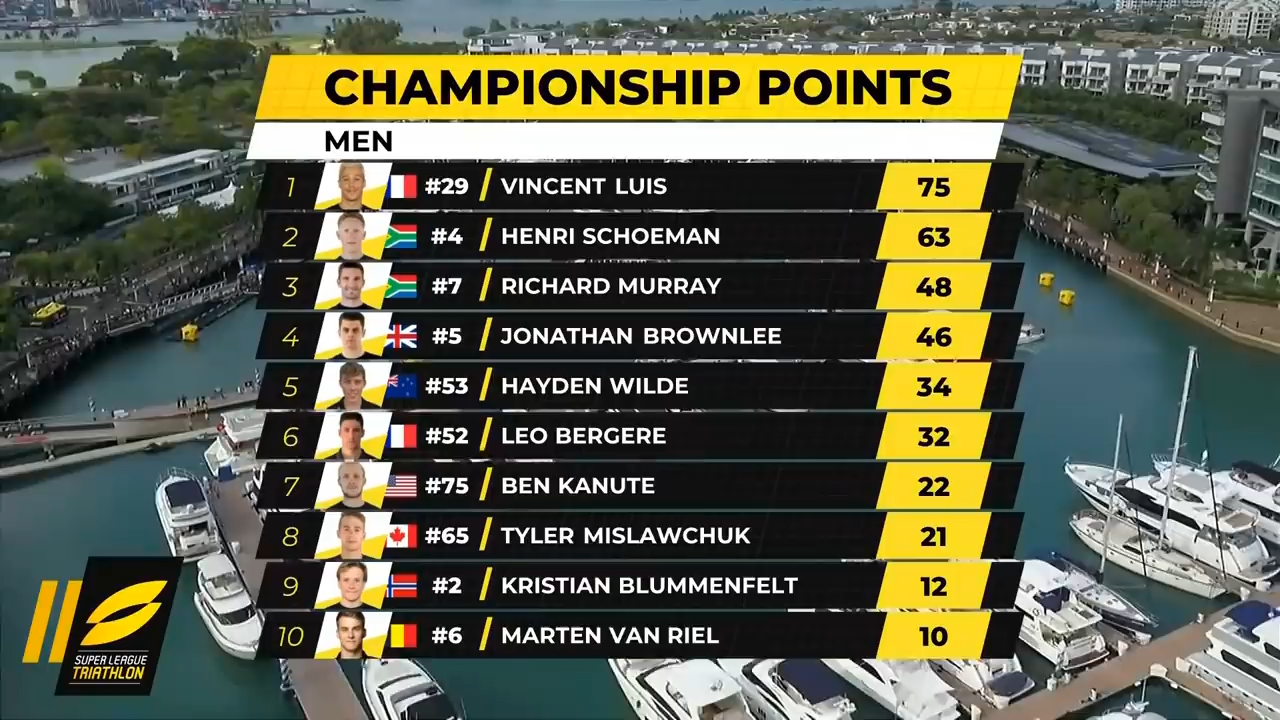 CHAMPIONSHIP POINTS
MEN
1 #29 / VINCENT LUIS 75
2 #4 / HENRI SCHOEMAN 63
3 #7 / RICHARD MURRAY 48
4 #5 / JONATHAN BROWNLEE 46
5 #53 / HAYDEN WILDE 34
6 #52 / LEO BERGERE 32
7 #75 / BEN KANUTE 22
8 #65 / TYLER MISLAWCHUK 21
9 #2 / KRISTIAN BLUMMENFELT 12
10 #6 / MARTEN VAN RIEL 10
SUPER LEAGUE
TRIATHLON